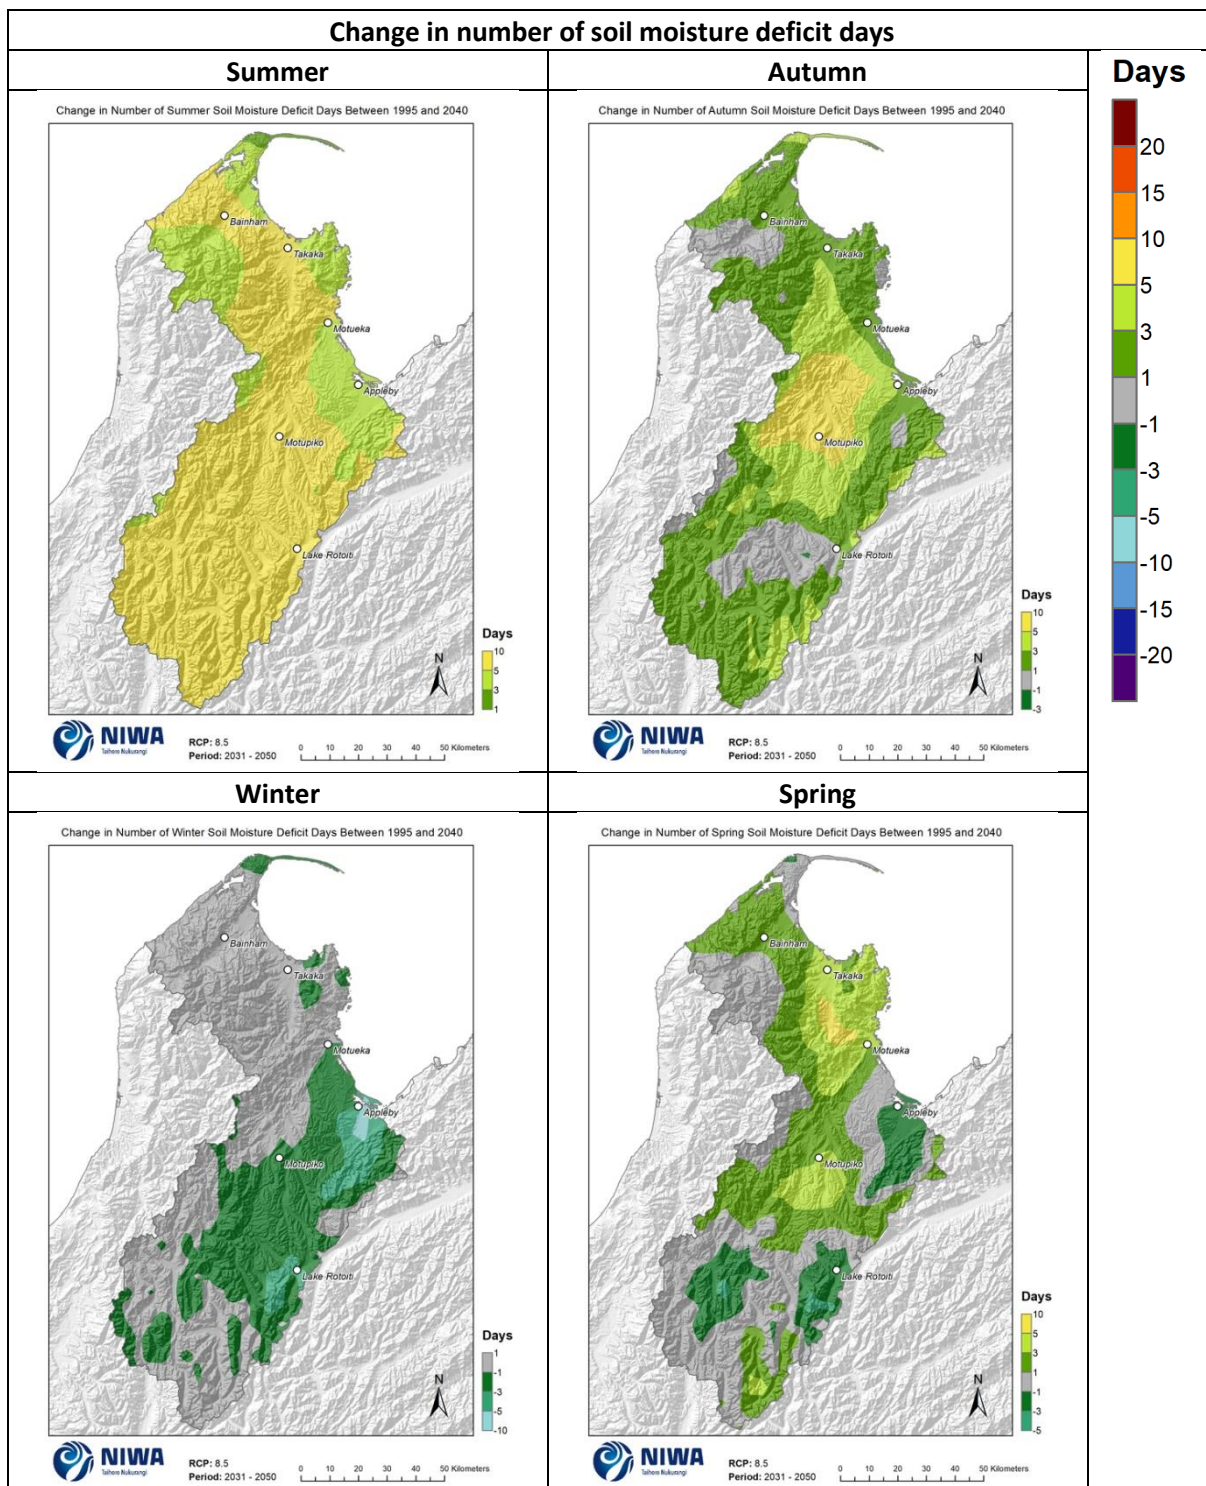 Change in number of soil moisture deficit days
Summer
Autumn
Days
20
15
10
5
3
1
-1
-3
-5
-10
-15
-20
Change in Number of Summer Soil Moisture Deficit Days Between 1995 and 2040
Bainham
Takaka
Motueka
Appleby
Motupiko
Lake Rotoiti
Days
10
5
3
1
N
NIWA
Taihoro Nukurangi
RCP: 8.5
Period: 2031 - 2050
0 10 20 30 40 50 Kilometers
Change in Number of Autumn Soil Moisture Deficit Days Between 1995 and 2040
Bainham
Takaka
Motueka
Appleby
Motupiko
Lake Rotoiti
Days
10
5
3
1
-1
-3
N
NIWA
Taihoro Nukurangi
RCP: 8.5
Period: 2031 - 2050
0 10 20 30 40 50 Kilometers
Winter
Spring
Change in Number of Winter Soil Moisture Deficit Days Between 1995 and 2040
Bainham
Takaka
Motueka
Appleby
Motupiko
Lake Rotoiti
Days
1
-1
-3
-5
-10
N
NIWA
Taihoro Nukurangi
RCP: 8.5
Period: 2031 - 2050
0 10 20 30 40 50 Kilometers
Change in Number of Spring Soil Moisture Deficit Days Between 1995 and 2040
Bainham
Takaka
Motueka
Appleby
Motupiko
Lake Rotoiti
Days
10
5
3
1
-1
-3
-5
N
NIWA
Taihoro Nukurangi
RCP: 8.5
Period: 2031 - 2050
0 10 20 30 40 50 Kilometers